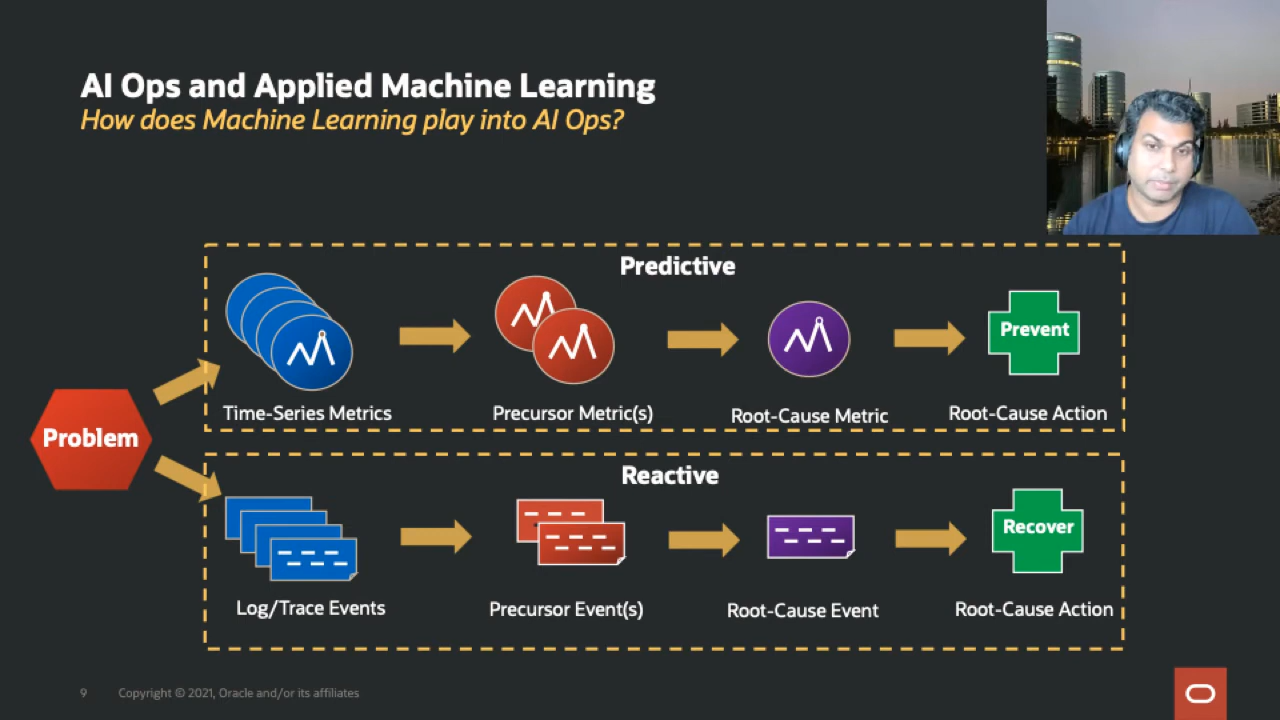 AI Ops and Applied Machine Learning
How does Machine Learning play into AI Ops?
Problem
Predictive
Time-Series Metrics
Precursor Metric(s)
Root-Cause Metric
Prevent
Root-Cause Action
Reactive
Log/Trace Events
Precursor Event(s)
Root-Cause Event
Recover
Root-Cause Action
9
Copyright © 2021, Oracle and/or its affiliates